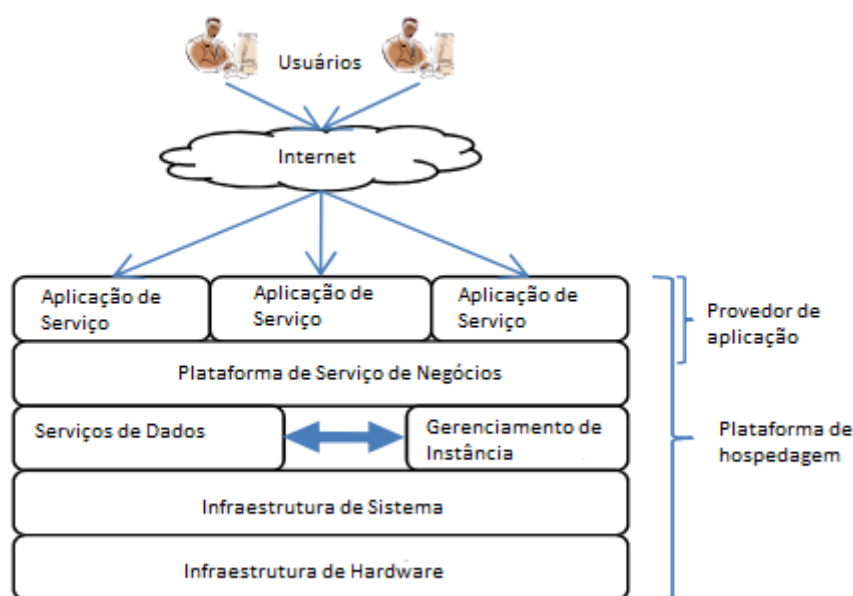 Usuários
Internet
Aplicação de
Serviço
Aplicação de
Serviço
Aplicação de
Serviço
Provedor de
aplicação
Plataforma de Serviço de Negócios
Serviços de Dados
Gerenciamento de
Instância
Plataforma de
hospedagem
Infraestrutura de Sistema
Infraestrutura de Hardware